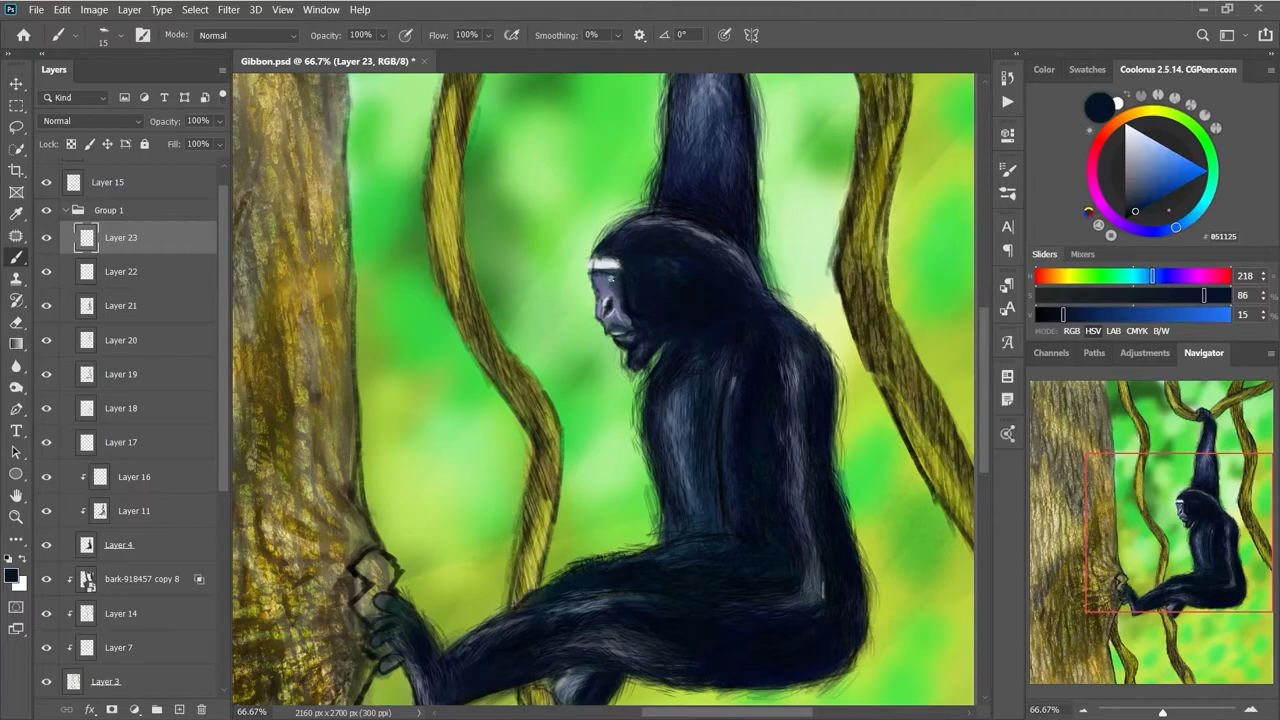 Ps File Edit Image Layer Type Select Filter 3D View Window Help
15 Mode: Normal Opacity: 100% Flow: 100% Smoothing: 0% 0°
Layers
Gibbon.psd @ 66.7% (Layer 23, RGB/8) *
Color Swatches Coolorus 2.5.14. CGPeers.com
Kind
Normal Opacity: 100%
Lock: Fill: 100%
Layer 15
Group 1
Layer 23
Layer 22
Layer 21
Layer 20
Layer 19
Layer 18
Layer 17
Layer 16
Layer 11
Layer 4
bark-918457 copy 8
Layer 14
Layer 7
Layer 3
# 051125
Sliders Mixers
H 218
S 86 %
V 15 %
MODE: RGB HSV LAB CMYK B/W
Channels Paths Adjustments Navigator
66.67% 2160 px x 2700 px (300 ppi)
66.67%